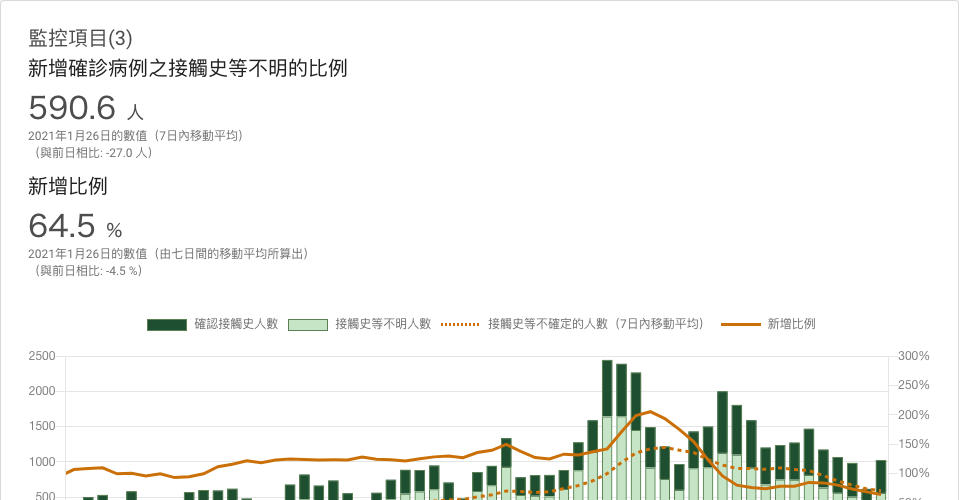 監控項目(3)
新增確診病例之接觸史等不明的比例
590.6 人
2021年1月26日的數值（7日內移動平均）
（與前日相比: -27.0 人）
新增比例
64.5 %
2021年1月26日的數值（由七日間的移動平均所算出）
（與前日相比: -4.5 %）
確認接觸史人數 接觸史等不明人數 接觸史等不確定的人數（7日內移動平均） 新增比例
2500 300%
250%
2000
200%
1500
150%
1000
100%
500
50%